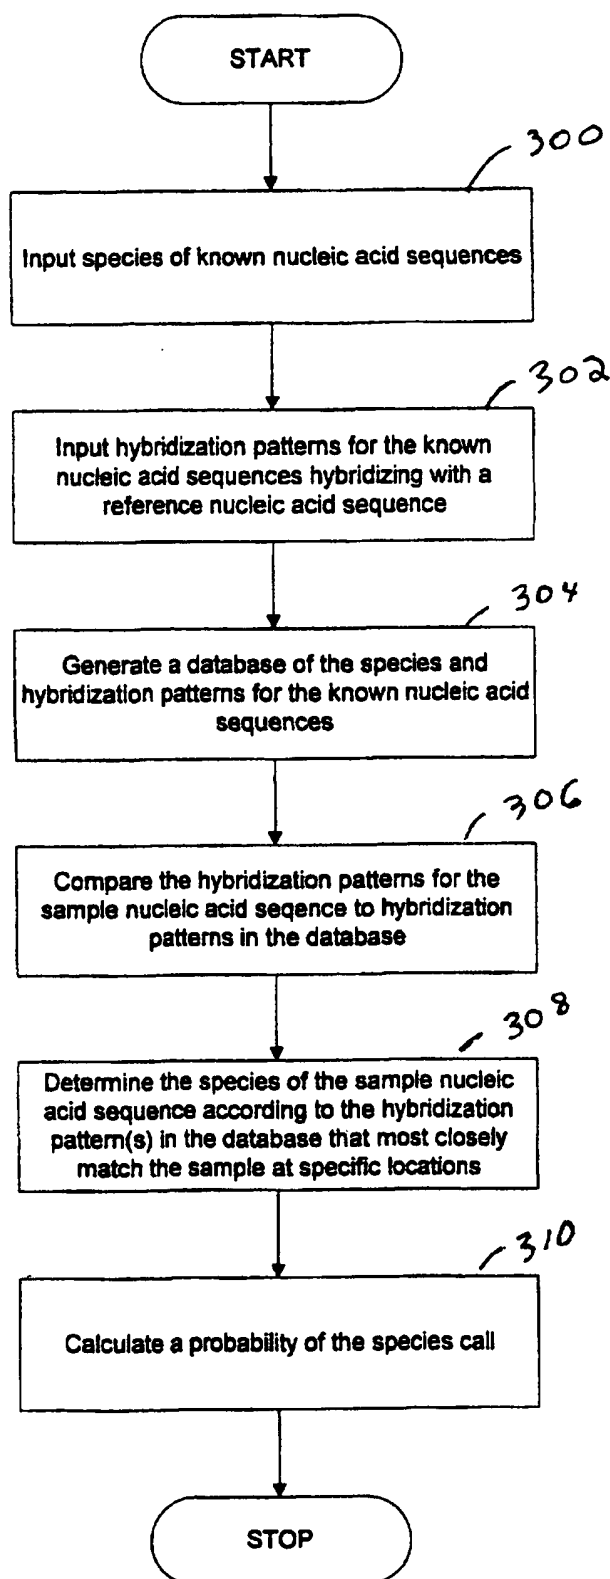 START
300
Input species of known nucleic acid sequences
302
Input hybridization patterns for the known
nucleic acid sequences hybridizing with a
reference nucleic acid sequence
304
Generate a database of the species and
hybridization patterns for the known nucleic acid
sequences
306
Compare the hybridization patterns for the
sample nucleic acid seqence to hybridization
patterns in the database
308
Determine the species of the sample nucleic
acid sequence according to the hybridization
pattern(s) in the database that most closely
match the sample at specific locations
310
Calculate a probability of the species call
STOP